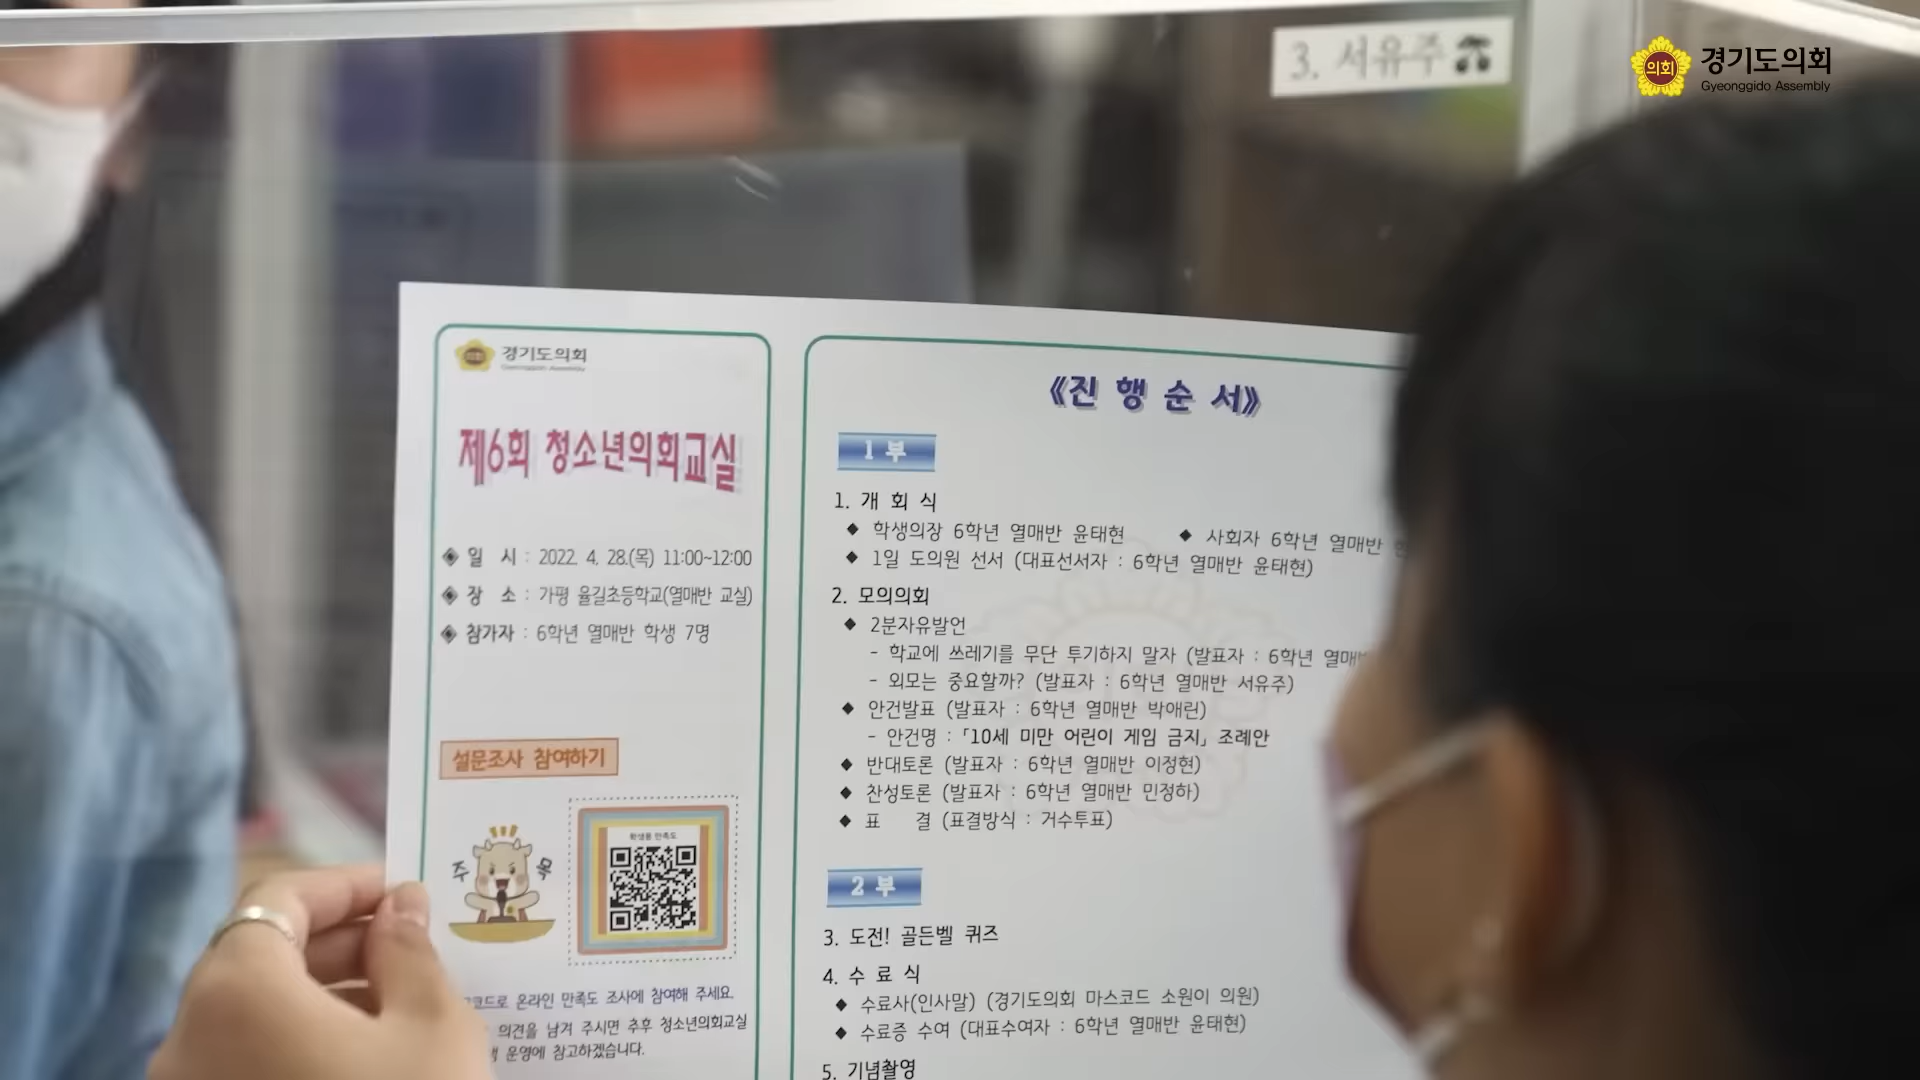 3. 서유주
의회 경기도의회
Gyeonggido Assembly
의회 경기도의회
Gyeonggido Assembly
제6회 청소년의회교실
◈ 일 시 : 2022. 4. 28.(목) 11:00~12:00
◈ 장 소 : 가평 율길초등학교(열매반 교실)
◈ 참가자 : 6학년 열매반 학생 7명
설문조사 참여하기
주 목
학생용 만족도
코드로 온라인 만족도 조사에 참여해 주세요.
의견을 남겨 주시면 추후 청소년의회교실
운영에 참고하겠습니다.
《진 행 순 서》
1 부
1. 개 회 식
◆ 학생의장 6학년 열매반 윤태현 ◆ 사회자 6학년 열매반
◆ 1일 도의원 선서 (대표선서자 : 6학년 열매반 윤태현)
2. 모의의회
◆ 2분자유발언
- 학교에 쓰레기를 무단 투기하지 말자 (발표자 : 6학년 열매반
- 외모는 중요할까? (발표자 : 6학년 열매반 서유주)
◆ 안건발표 (발표자 : 6학년 열매반 박애린)
- 안건명 : 「10세 미만 어린이 게임 금지」 조례안
◆ 반대토론 (발표자 : 6학년 열매반 이정현)
◆ 찬성토론 (발표자 : 6학년 열매반 민정하)
◆ 표 결 (표결방식 : 거수투표)
2 부
3. 도전! 골든벨 퀴즈
4. 수 료 식
◆ 수료사(인사말) (경기도의회 마스코드 소원이 의원)
◆ 수료증 수여 (대표수여자 : 6학년 열매반 윤태현)
5. 기념촬영